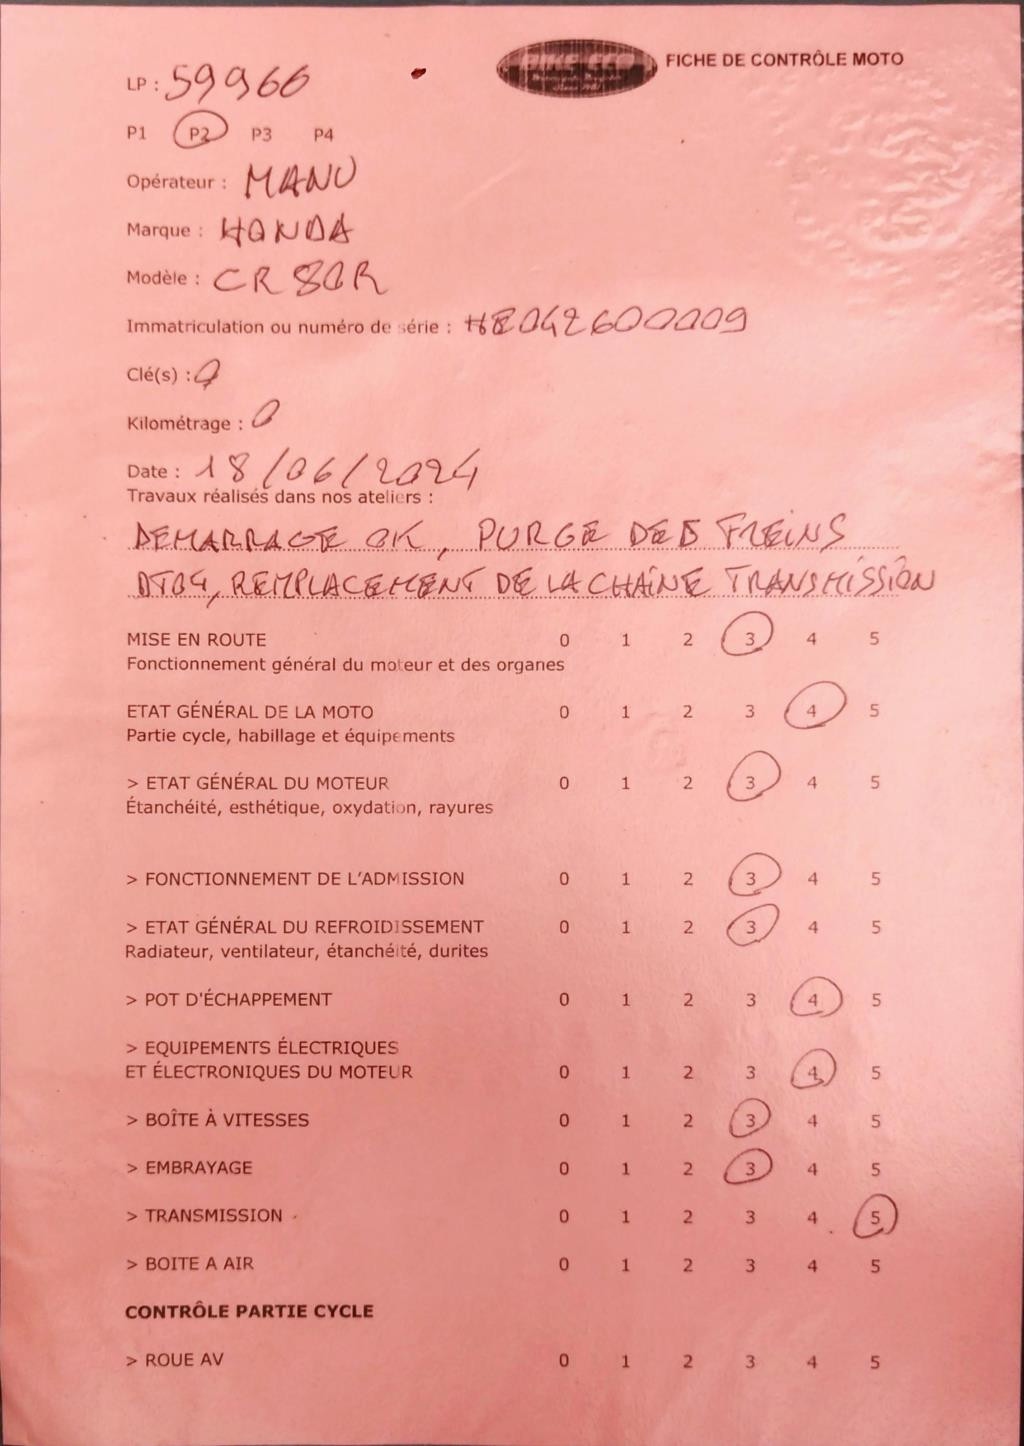 BIKE ECO
FICHE DE CONTRÔLE MOTO
LP : 59966
P1 P2 P3 P4
Opérateur : MANU
Marque : HONDA
Modèle : CR 80R
Immatriculation ou numéro de série : HE042600009
Clé(s) : 0
Kilométrage : 0
Date : 18/06/2024
Travaux réalisés dans nos ateliers :
DEMARRAGE OK, PURGE DES FREINS
DT04, REMPLACEMENT DE LA CHAÎNE TRANSMISSION
MISE EN ROUTE 0 1 2 3 4 5
Fonctionnement général du moteur et des organes
ETAT GÉNÉRAL DE LA MOTO 0 1 2 3 4 5
Partie cycle, habillage et équipements
> ETAT GÉNÉRAL DU MOTEUR 0 1 2 3 4 5
Étanchéité, esthétique, oxydation, rayures
> FONCTIONNEMENT DE L'ADMISSION 0 1 2 3 4 5
> ETAT GÉNÉRAL DU REFROIDISSEMENT 0 1 2 3 4 5
Radiateur, ventilateur, étanchéité, durites
> POT D'ÉCHAPPEMENT 0 1 2 3 4 5
> EQUIPEMENTS ÉLECTRIQUES
ET ÉLECTRONIQUES DU MOTEUR 0 1 2 3 4 5
> BOÎTE À VITESSES 0 1 2 3 4 5
> EMBRAYAGE 0 1 2 3 4 5
> TRANSMISSION 0 1 2 3 4 5
> BOITE A AIR 0 1 2 3 4 5
CONTRÔLE PARTIE CYCLE
> ROUE AV 0 1 2 3 4 5